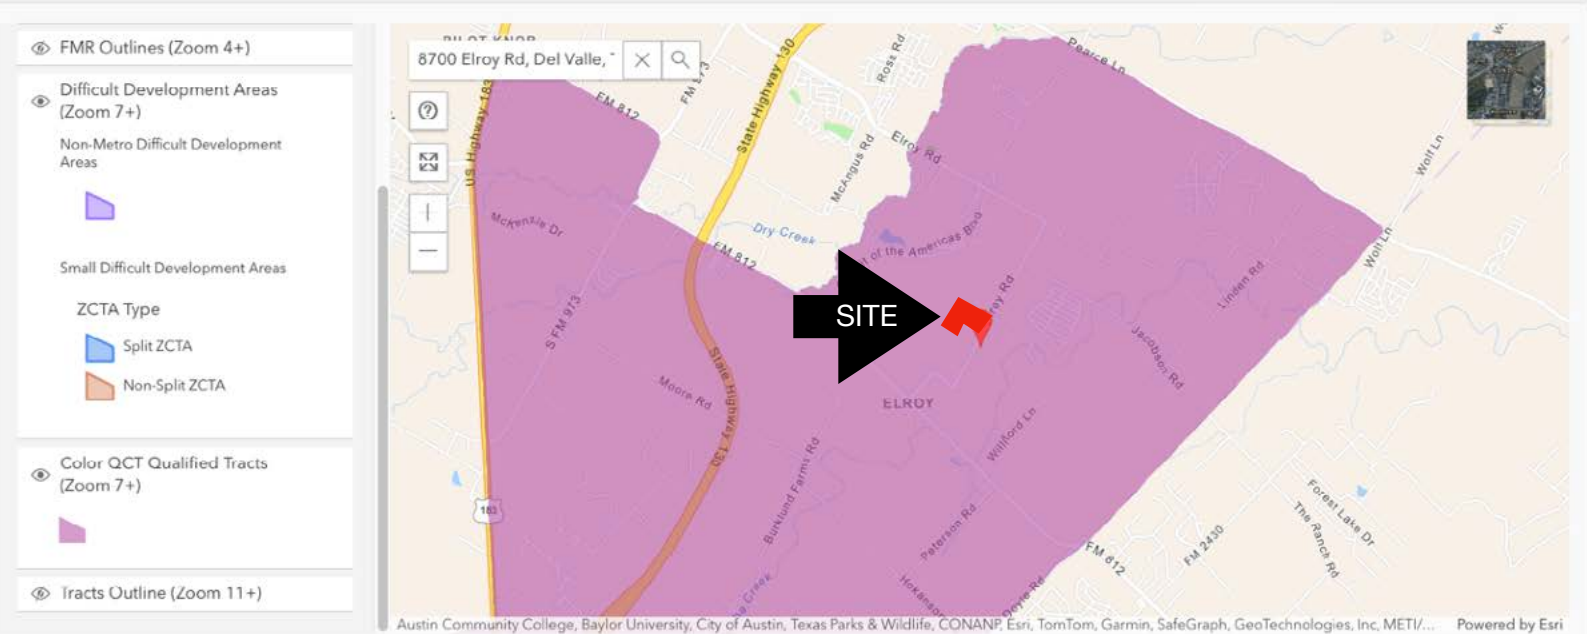 FMR Outlines (Zoom 4+)
Difficult Development Areas
(Zoom 7+)
Non-Metro Difficult Development
Areas
Small Difficult Development Areas
ZCTA Type
Split ZCTA
Non-Split ZCTA
Color QCT Qualified Tracts
(Zoom 7+)
Tracts Outline (Zoom 11+)
PILOT KNOB
8700 Elroy Rd, Del Valle,
US Highway 183
FM 812
State Highway 130
Ross Rd
Pearce Ln
McAngus Rd
Elroy Rd
Wolf Ln
McKenzie Dr
Dry Creek
FM 812
of the Americas Blvd
Wolf Ln
Linden Rd
S FM 973
SITE
State Highway 130
Moore Rd
Jacobson Rd
ELROY
Williford Ln
Burklund Farms Rd
183
Peterson Rd
FM 812
FM 2430
Forest Lake Dr
The Ranch Rd
Doyle Rd
Creek
Austin Community College, Baylor University, City of Austin, Texas Parks & Wildlife, CONANP, Esri, TomTom, Garmin, SafeGraph, GeoTechnologies, Inc, METI/...
Powered by Esri